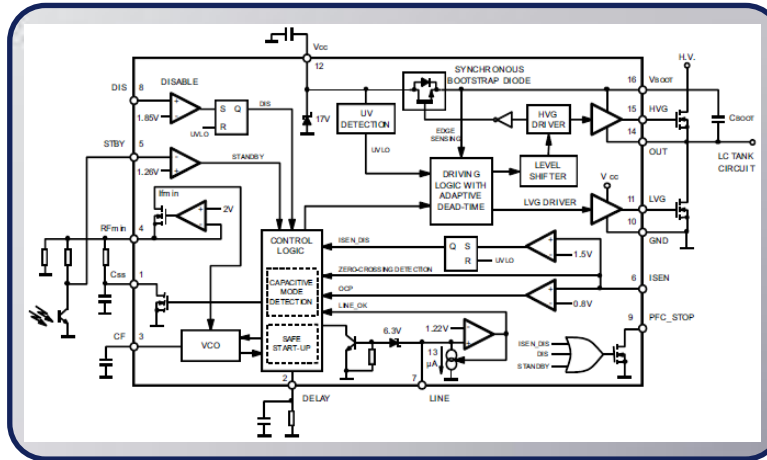 Vcc
H.V.
12
SYNCHRONOUS
BOOTSTRAP DIODE
DIS
8
DISABLE
16
VBOOT
S Q
DIS
R
1.85V
UVLO
17V
UV
DETECTION
HVG
DRIVER
15
HVG
CBOOT
EDGE
SENSING
14
OUT
STBY
5
UVLO
LC TANK
CIRCUIT
STANDBY
1.26V
DRIVING
LOGIC WITH
ADAPTIVE
DEAD-TIME
LEVEL
SHIFTER
Vcc
Ifmin
2V
LVG DRIVER
11
LVG
RFmin
4
10
GND
CONTROL
LOGIC
ISEN_DIS
Q S
R
UVLO
1.5V
Css
1
ZERO-CROSSING DETECTION
6
ISEN
CAPACITIVE
MODE
DETECTION
OCP
0.8V
LINE_OK
9
PFC_STOP
6.3V
1.22V
CF
3
VCO
SAFE
START-UP
13
µA
ISEN_DIS
DIS
STANDBY
2
DELAY
7
LINE